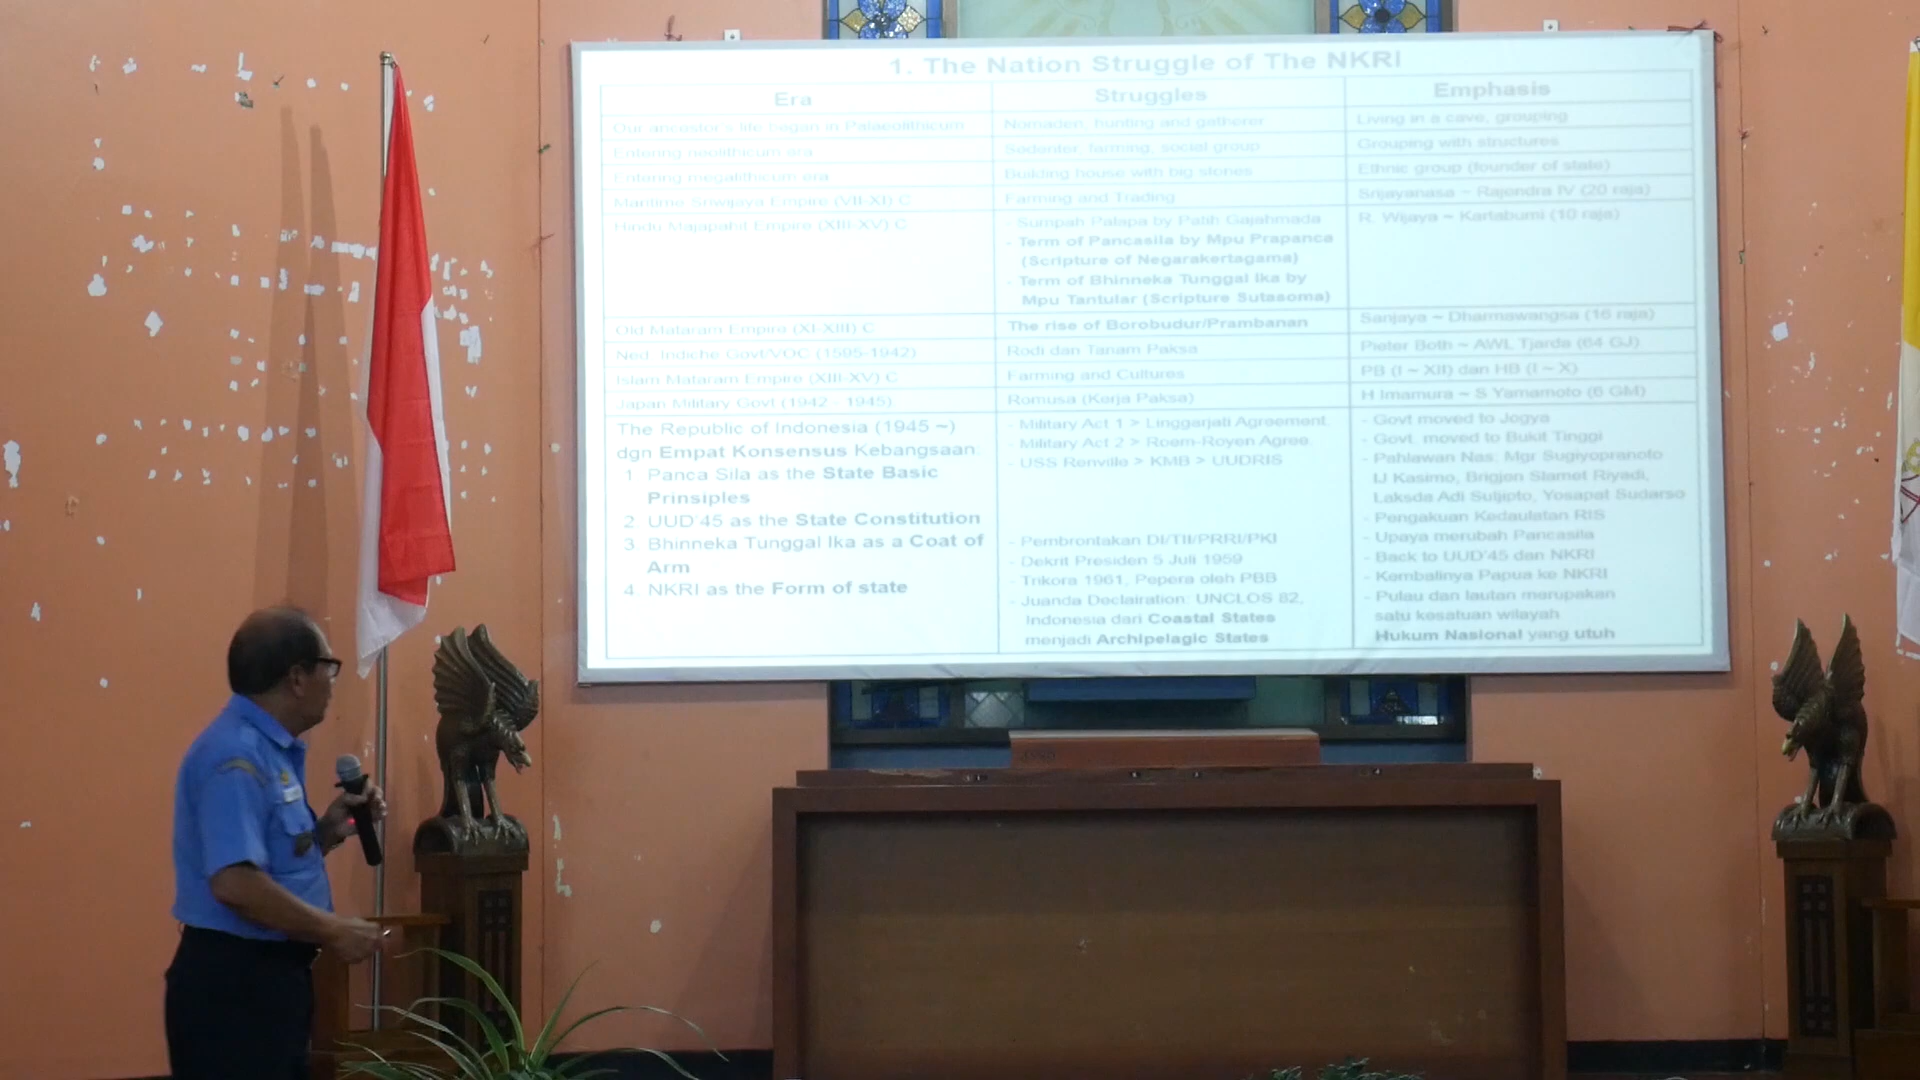 1. The Nation Struggle of The NKRI
Era
Struggles
Emphasis
Our ancestor's life began in Palaeolithicum
Nomaden, hunting and gatherer
Living in a cave, grouping
Entering neolithicum era
Sedenter, farming, social group
Grouping with structures
Entering megalithicum era
Building house with big stones
Ethnic group (founder of state)
Maritime Sriwijaya Empire (VII-XI) C
Farming and Trading
Srijayanasa ~ Rajendra IV (20 raja)
Hindu Majapahit Empire (XIII-XV) C
- Sumpah Palapa by Patih Gajahmada
- Term of Pancasila by Mpu Prapanca
(Scripture of Negarakertagama)
- Term of Bhinneka Tunggal Ika by
Mpu Tantular (Scripture Sutasoma)
R. Wijaya ~ Kartabumi (10 raja)
Old Mataram Empire (XI-XIII) C
The rise of Borobudur/Prambanan
Sanjaya ~ Dharmawangsa (16 raja)
Ned. Indiche Govt/VOC (1595-1942)
Rodi dan Tanam Paksa
Pieter Both ~ AWL Tjarda (64 GJ)
Islam Mataram Empire (XIII-XV) C
Farming and Cultures
PB (I ~ XII) dan HB (I ~ X)
Japan Military Govt (1942 - 1945)
Romusa (Kerja Paksa)
H Imamura ~ S Yamamoto (6 GM)
The Republic of Indonesia (1945 ~)
dgn Empat Konsensus Kebangsaan
1. Panca Sila as the State Basic
Prinsiples
2. UUD'45 as the State Constitution
3. Bhinneka Tunggal Ika as a Coat of
Arm
4. NKRI as the Form of state
- Military Act 1 > Linggarjati Agreement.
- Military Act 2 > Roem-Royen Agree.
- USS Renville > KMB > UUDRIS
- Pembrontakan DI/TII/PRRI/PKI
- Dekrit Presiden 5 Juli 1959
- Trikora 1961, Pepera oleh PBB
- Juanda Declairation: UNCLOS 82,
Indonesia dari Coastal States
menjadi Archipelagic States
- Govt moved to Jogya
- Govt. moved to Bukit Tinggi
- Pahlawan Nas: Mgr Sugiyopranoto
IJ Kasimo, Brigjen Slamet Riyadi,
Laksda Adi Sutjipto, Yosapat Sudarso
- Pengakuan Kedaulatan RIS
- Upaya merubah Pancasila
- Back to UUD'45 dan NKRI
- Kembalinya Papua ke NKRI
- Pulau dan lautan merupakan
satu kesatuan wilayah
Hukum Nasional yang utuh